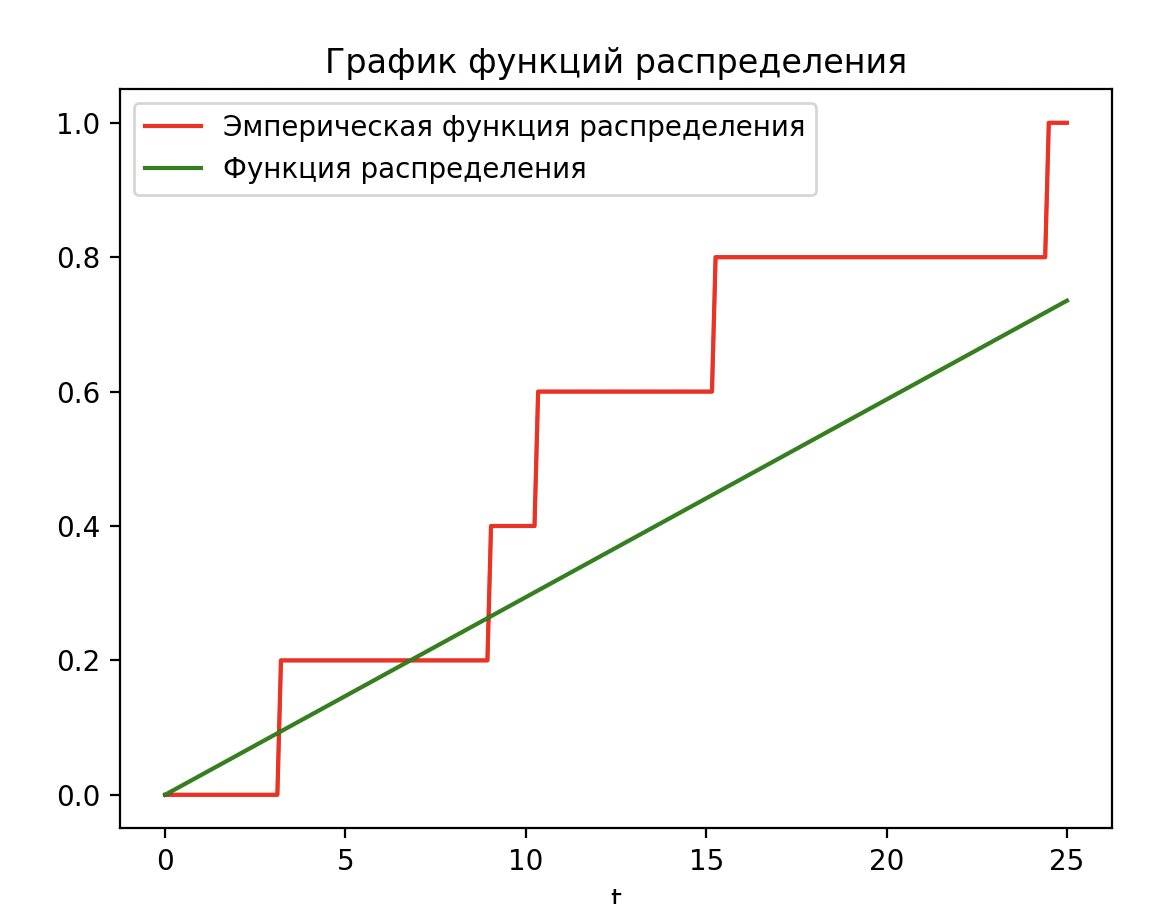 График функций распределения
Эмперическая функция распределения
Функция распределения
1.0
0.8
0.6
0.4
0.2
0.0
0 5 10 15 20 25
t